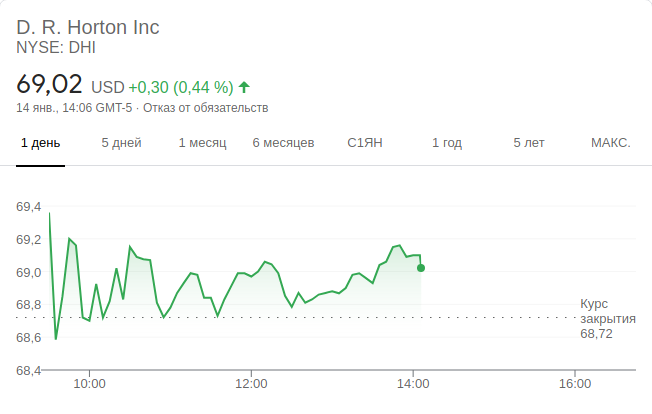 D. R. Horton Inc
NYSE: DHI
69,02 USD +0,30 (0,44 %)
14 янв., 14:06 GMT-5 · Отказ от обязательств
1 день 5 дней 1 месяц 6 месяцев С1ЯН 1 год 5 лет МАКС.
69,4
69,2
69,0
68,8
68,6
68,4
Курс
закрытия
68,72
10:00 12:00 14:00 16:00